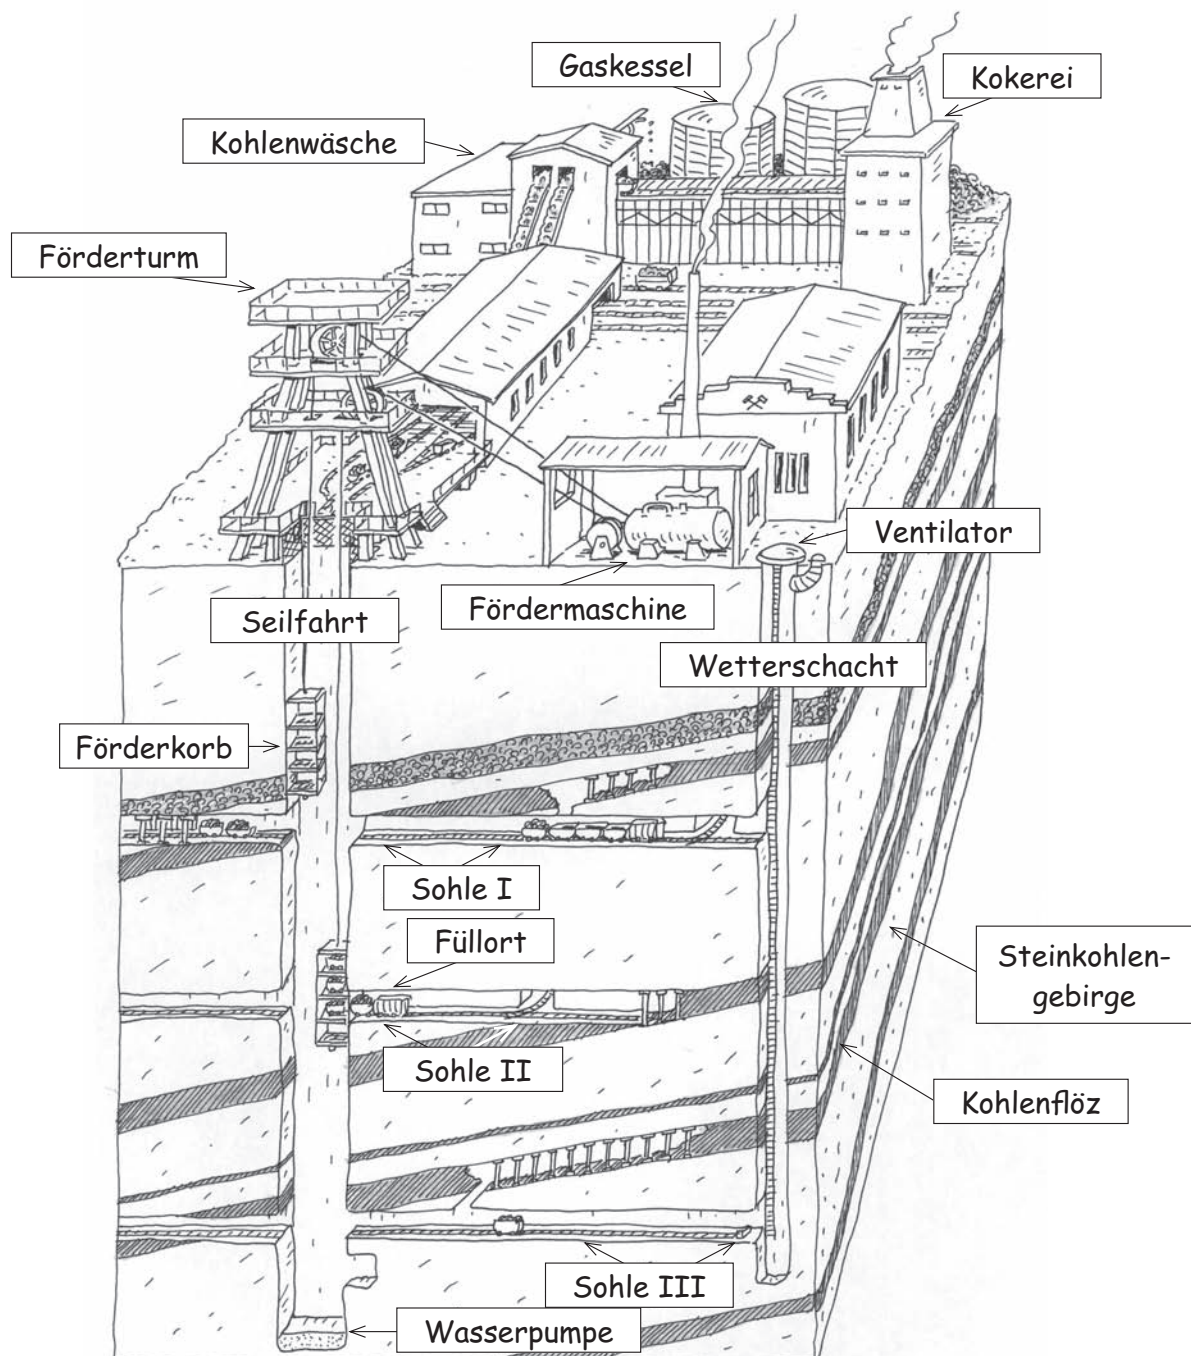 Gaskessel
Kokerei
Kohlenwäsche
Förderturm
Ventilator
Seilfahrt
Fördermaschine
Wetterschacht
Förderkorb
Sohle I
Füllort
Steinkohlen-
gebirge
Sohle II
Kohlenflöz
Sohle III
Wasserpumpe